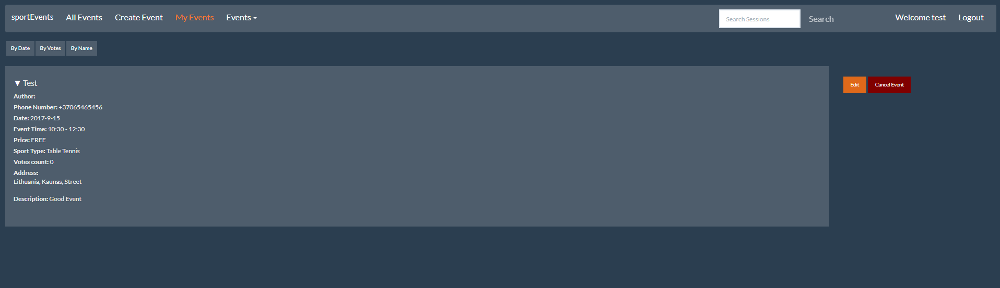 sportEvents All Events Create Event My Events Events Search Sessions Search Welcome test Logout
By Date By Votes By Name
▼ Test
Edit Cancel Event
Author:
Phone Number: +37065465456
Date: 2017-9-15
Event Time: 10:30 - 12:30
Price: FREE
Sport Type: Table Tennis
Votes count: 0
Address:
Lithuania, Kaunas, Street
Description: Good Event